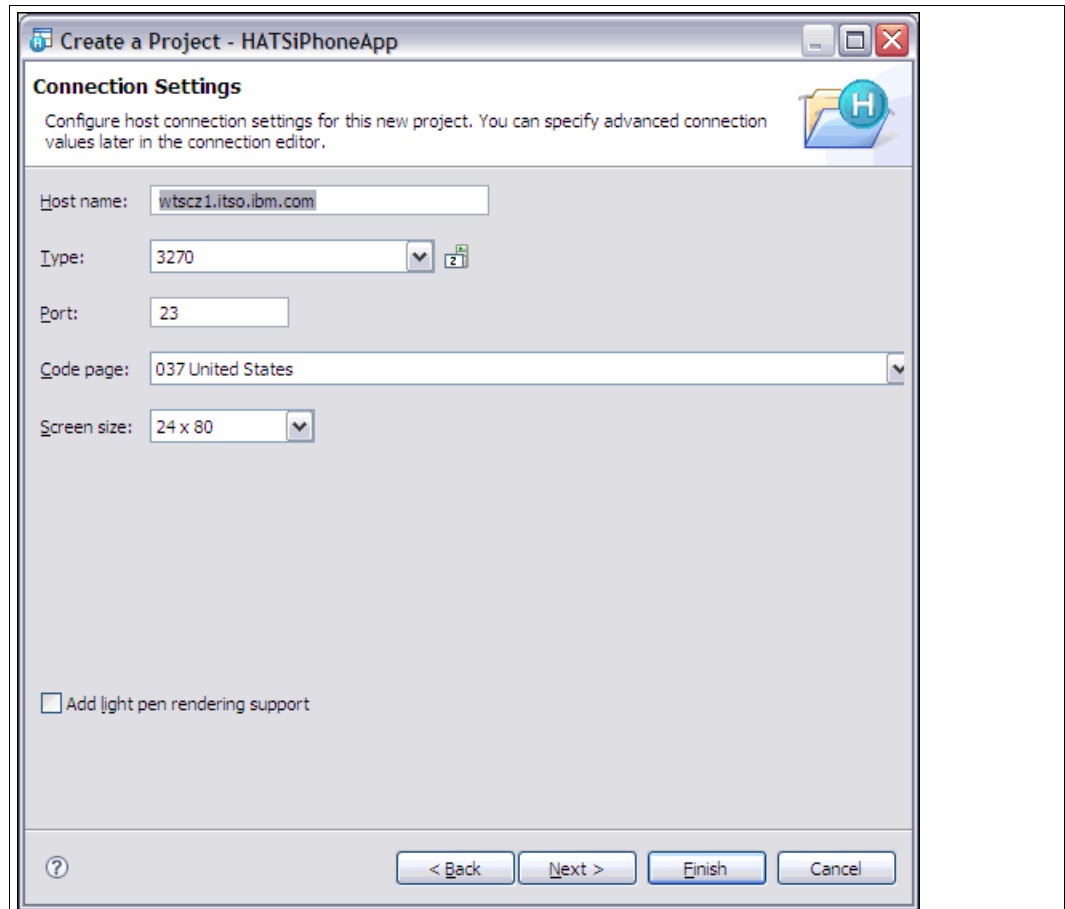 Create a Project - HATSiPhoneApp
Connection Settings
Configure host connection settings for this new project. You can specify advanced connection
values later in the connection editor.
Host name: wtscz1.itso.ibm.com
Type: 3270
Port: 23
Code page: 037 United States
Screen size: 24 x 80
Add light pen rendering support
< Back Next > Finish Cancel